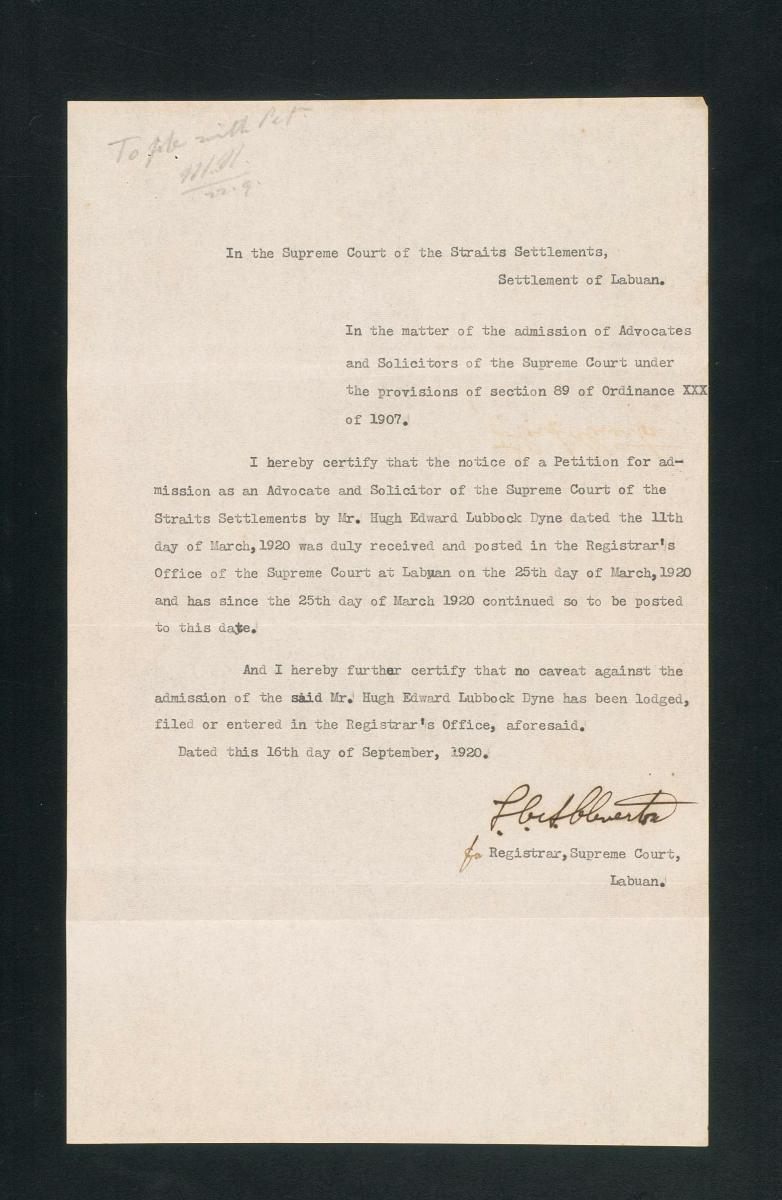 To file with Pet.
22.9.
In the Supreme Court of the Straits Settlements,
Settlement of Labuan.
In the matter of the admission of Advocates
and Solicitors of the Supreme Court under
the provisions of section 89 of Ordinance XXX
of 1907.
I hereby certify that the notice of a Petition for ad-
mission as an Advocate and Solicitor of the Supreme Court of the
Straits Settlements by Mr. Hugh Edward Lubbock Dyne dated the 11th
day of March, 1920 was duly received and posted in the Registrar's
Office of the Supreme Court at Labuan on the 25th day of March, 1920
and has since the 25th day of March 1920 continued so to be posted
to this date.
And I hereby further certify that no caveat against the
admission of the said Mr. Hugh Edward Lubbock Dyne has been lodged,
filed or entered in the Registrar's Office, aforesaid.
Dated this 16th day of September, 1920.
Registrar, Supreme Court,
Labuan.